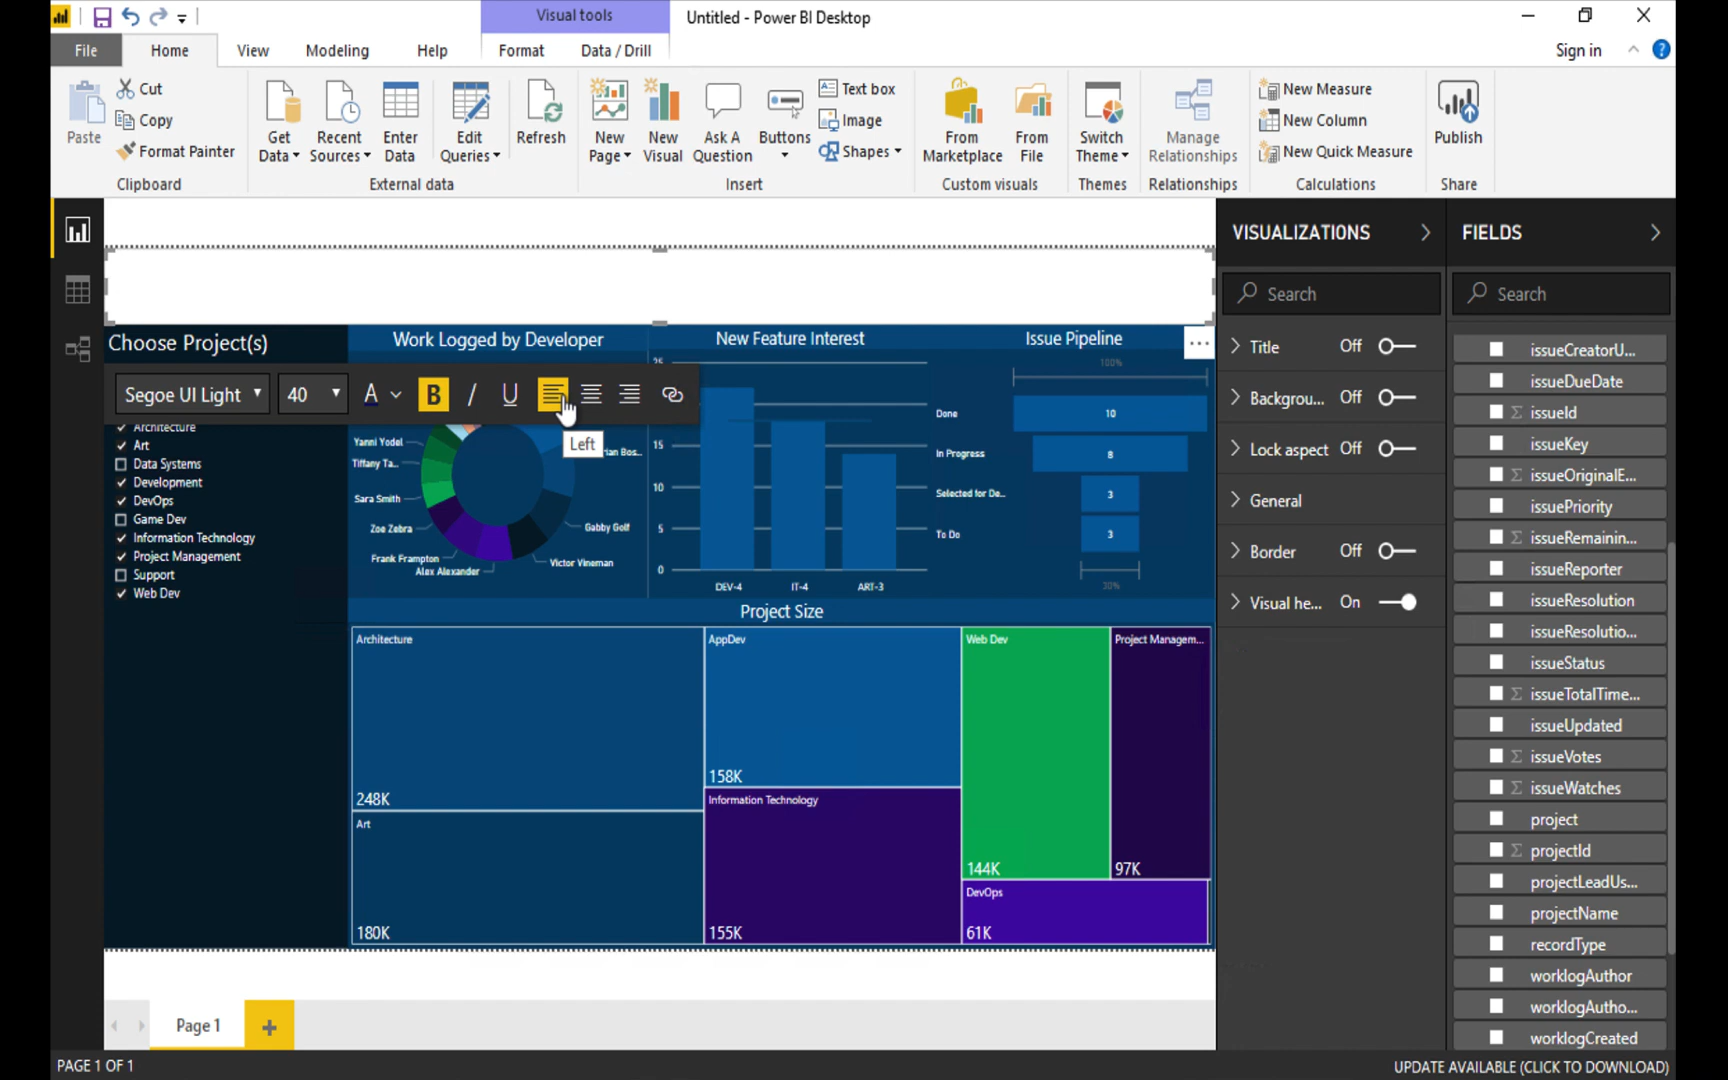 Visual tools
Untitled - Power BI Desktop
File
Home
View
Modeling
Help
Format
Data / Drill
Sign in
?
Paste
Cut
Copy
Format Painter
Clipboard
Get Data
Recent Sources
Enter Data
Edit Queries
Refresh
External data
New Page
New Visual
Ask A Question
Buttons
Text box
Image
Shapes
Insert
From Marketplace
From File
Custom visuals
Switch Theme
Themes
Manage Relationships
Relationships
New Measure
New Column
New Quick Measure
Calculations
Publish
Share
Choose Project(s)
Segoe UI Light
40
A
B
I
U
Left
Architecture
Art
Data Systems
Development
DevOps
Game Dev
Information Technology
Project Management
Support
Web Dev
Work Logged by Developer
Yanni Yodel
Tiffany Ta...
Sara Smith
Zoe Zebra
Frank Frampton
Alex Alexander
Victor Vineman
Gabby Golf
New Feature Interest
15
10
5
0
DEV-4
IT-4
ART-3
Issue Pipeline
100%
Done
10
In Progress
8
Selected for De...
3
To Do
3
30%
Project Size
Architecture
248K
Art
180K
AppDev
158K
Information Technology
155K
Web Dev
144K
Project Managem...
97K
DevOps
61K
VISUALIZATIONS
Search
Title Off
Backgrou... Off
Lock aspect Off
General
Border Off
Visual he... On
FIELDS
Search
issueCreatorU...
issueDueDate
Σ issueId
issueKey
Σ issueOriginalE...
issuePriority
Σ issueRemainin...
issueReporter
issueResolution
issueResolutio...
issueStatus
Σ issueTotalTime...
issueUpdated
Σ issueVotes
Σ issueWatches
project
Σ projectId
projectLeadUs...
projectName
recordType
worklogAuthor
worklogAutho...
worklogCreated
Page 1
PAGE 1 OF 1
UPDATE AVAILABLE (CLICK TO DOWNLOAD)